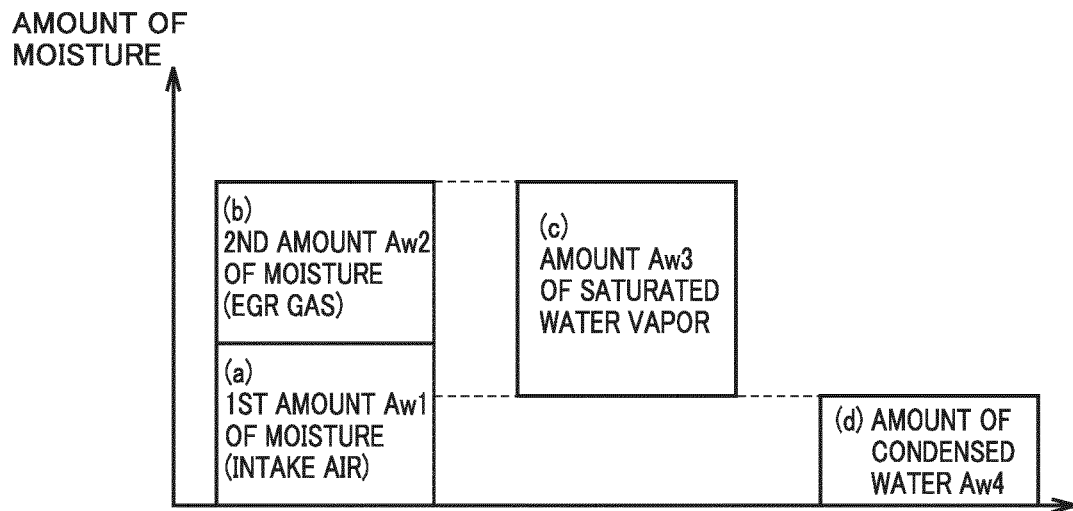 AMOUNT OF
MOISTURE
(b)
2ND AMOUNT Aw2
OF MOISTURE
(EGR GAS)
(a)
1ST AMOUNT Aw1
OF MOISTURE
(INTAKE AIR)
(c)
AMOUNT Aw3
OF SATURATED
WATER VAPOR
(d) AMOUNT OF
CONDENSED
WATER Aw4